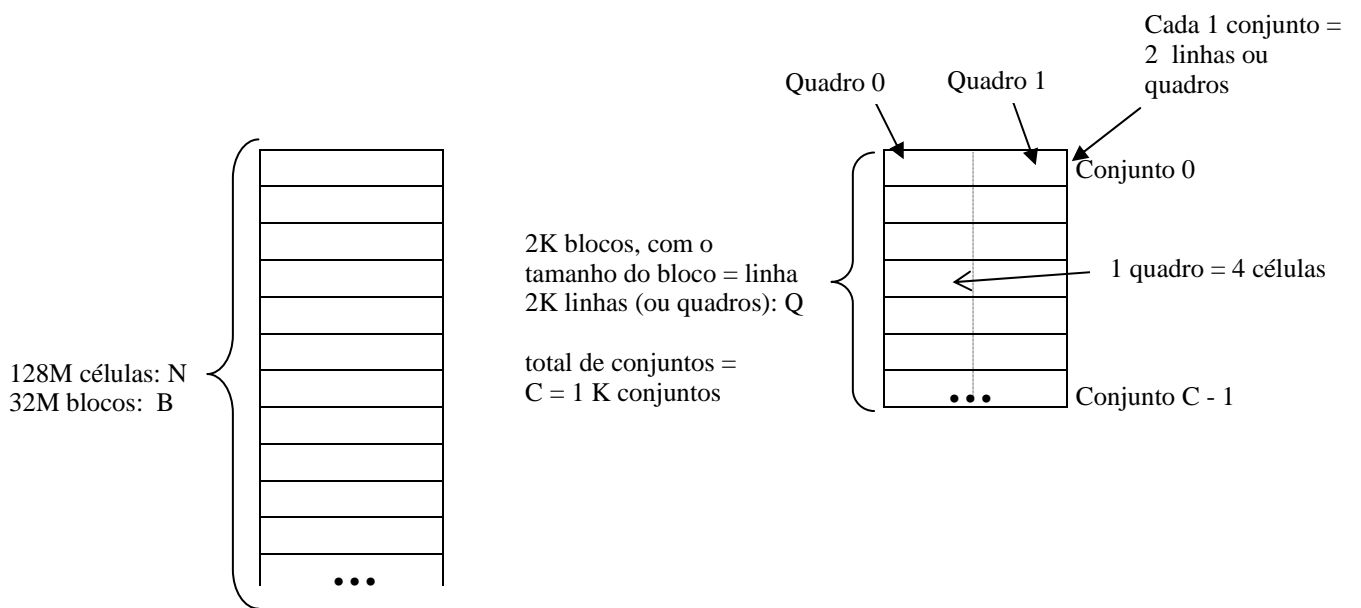 Cada 1 conjunto =
2 linhas ou
quadros
Quadro 0
Quadro 1
Conjunto 0
2K blocos, com o
tamanho do bloco = linha
2K linhas (ou quadros): Q
1 quadro = 4 células
128M células: N
32M blocos: B
total de conjuntos =
C = 1 K conjuntos
Conjunto C - 1